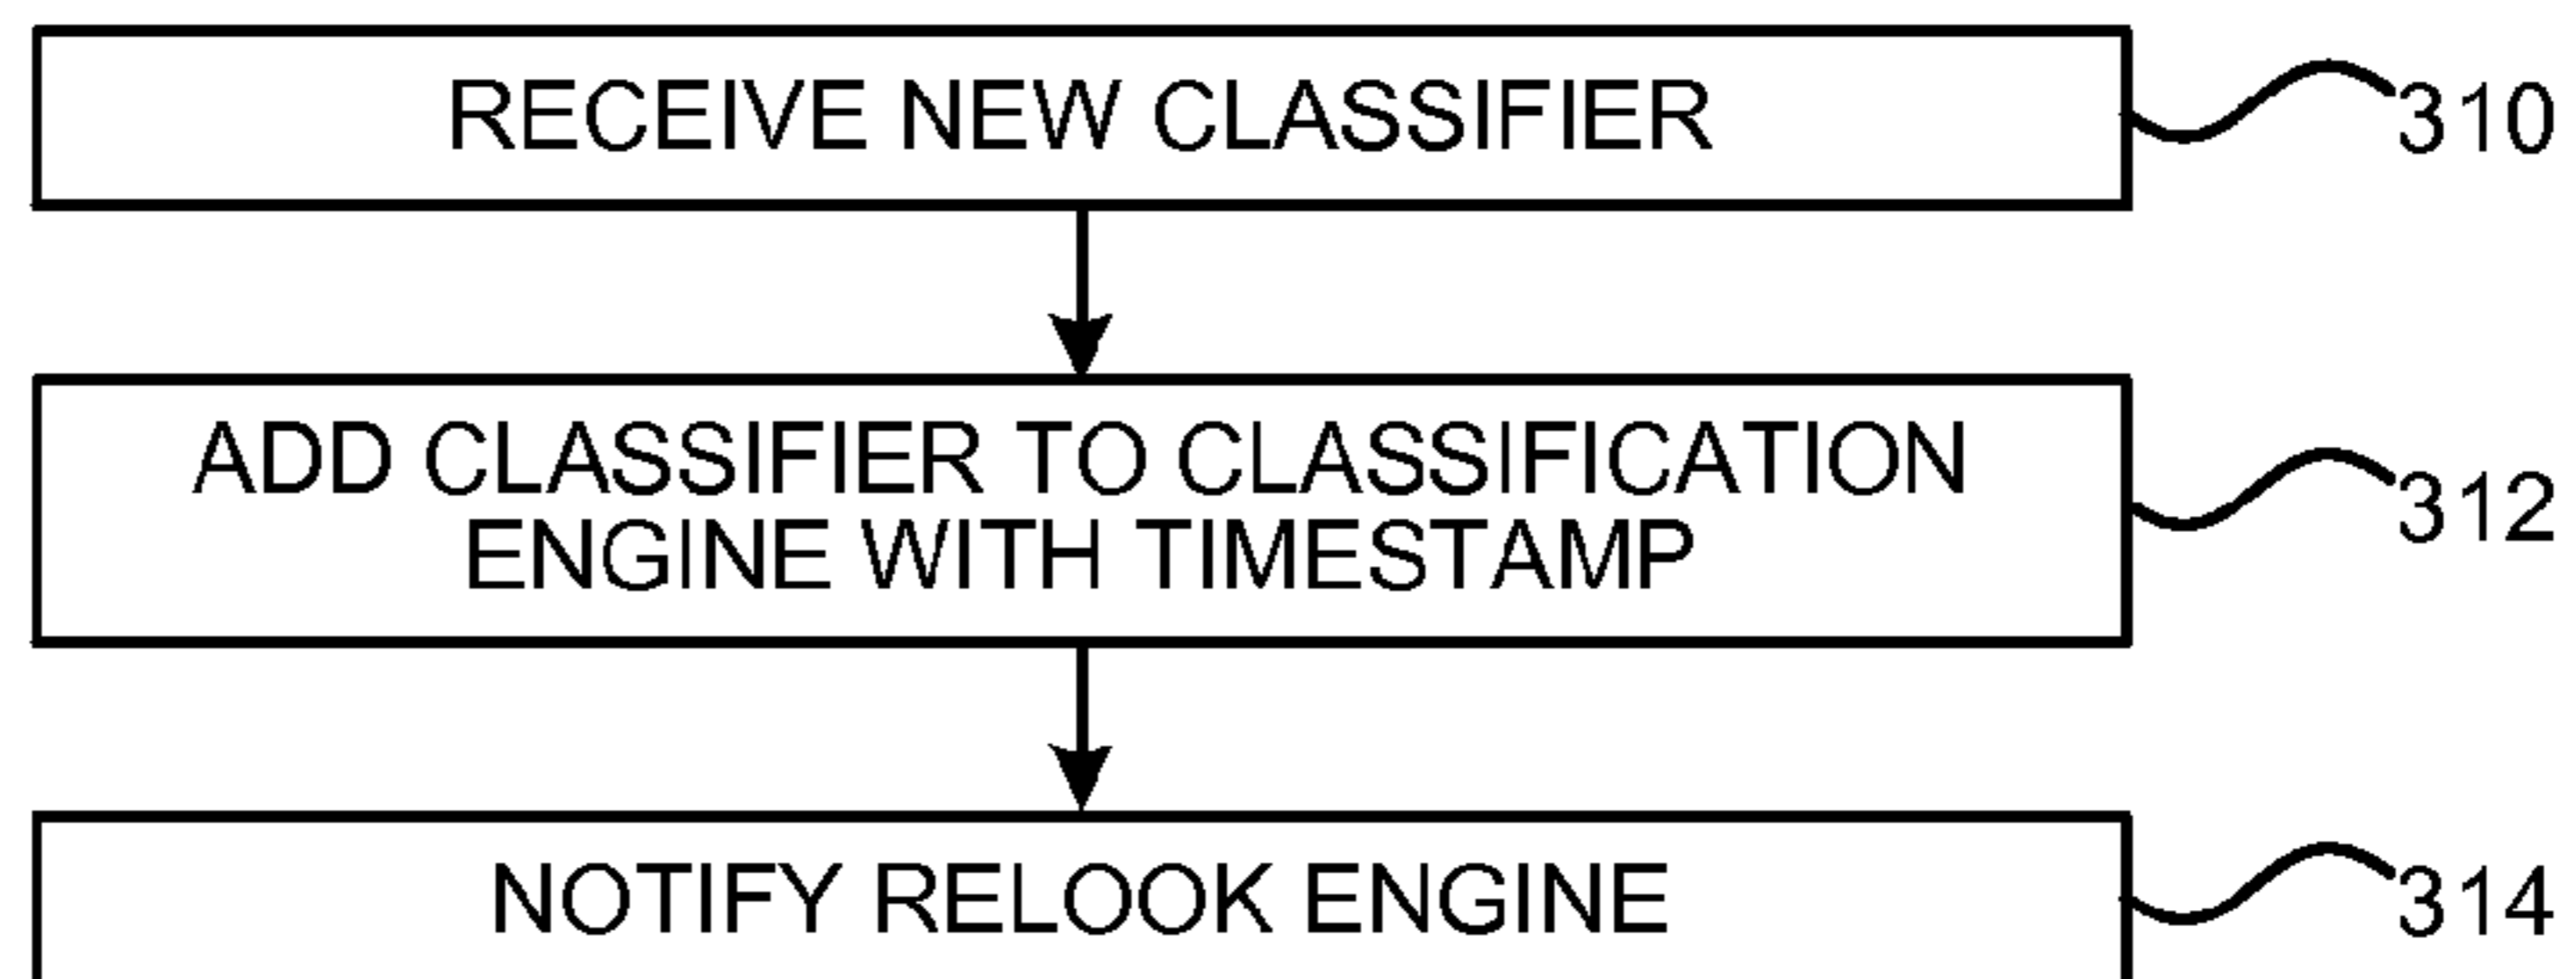 RECEIVE NEW CLASSIFIER
310
ADD CLASSIFIER TO CLASSIFICATION
ENGINE WITH TIMESTAMP
312
NOTIFY RELOOK ENGINE
314